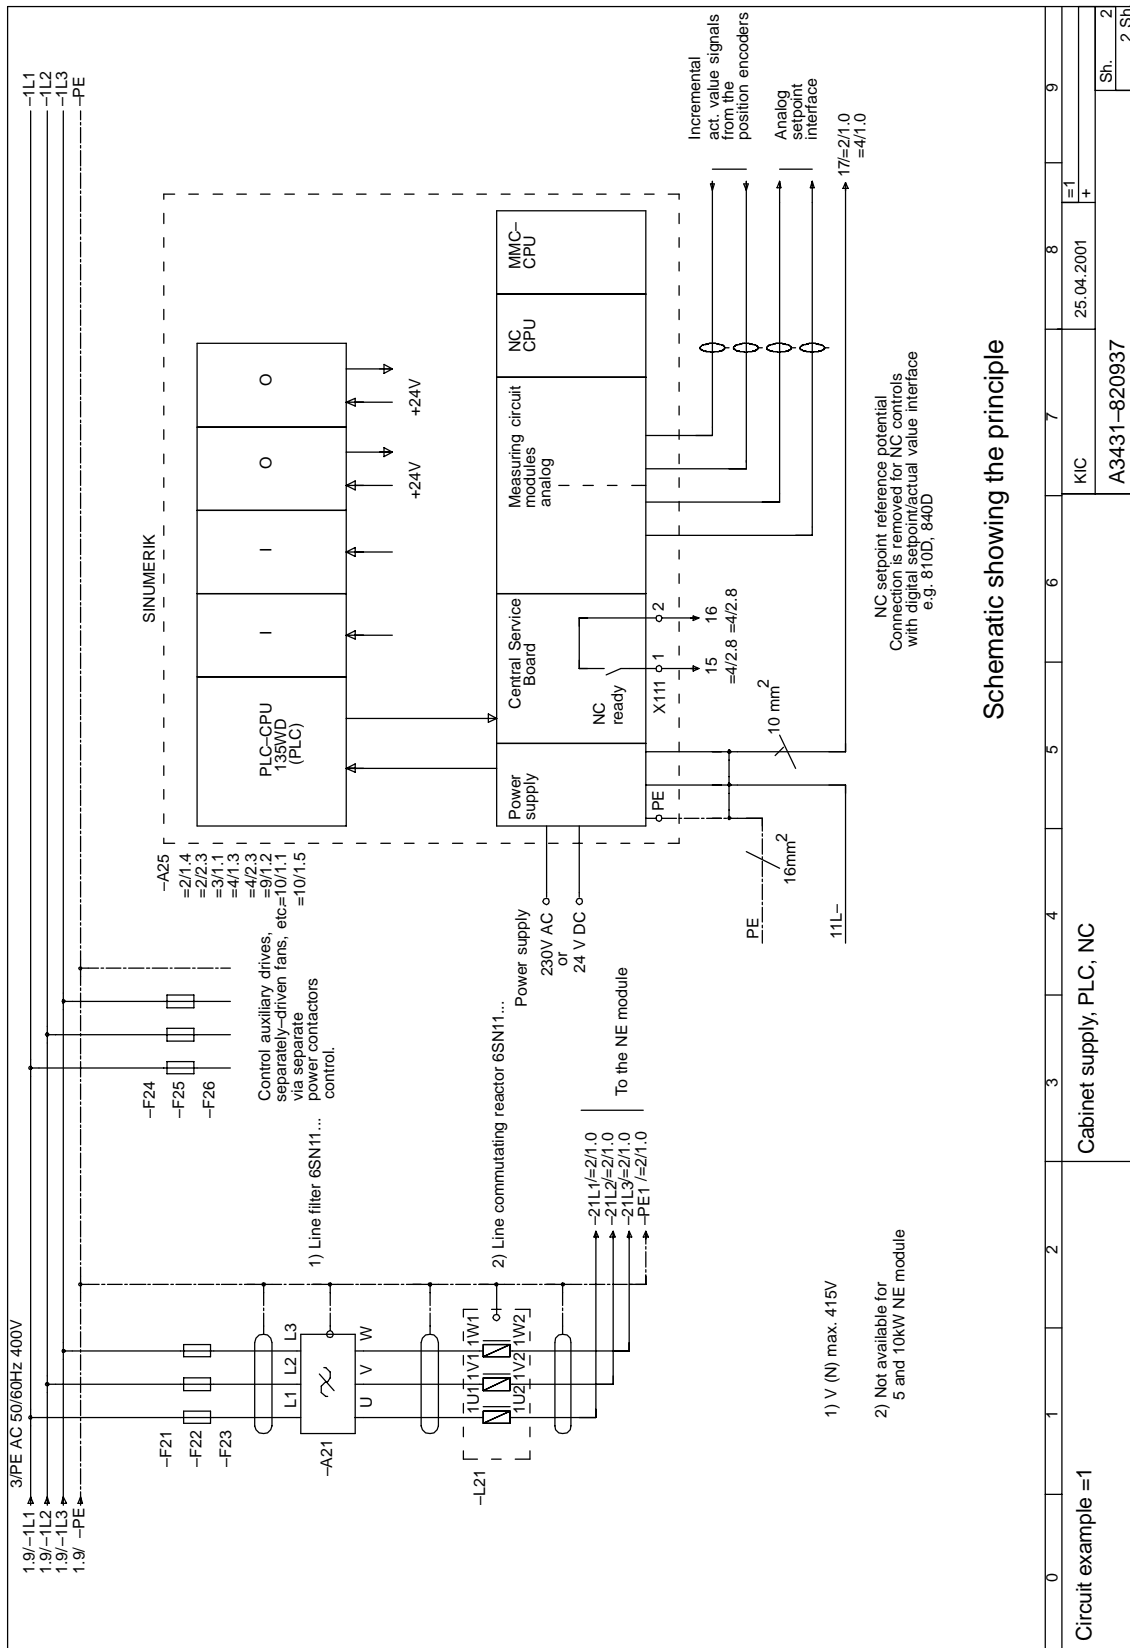 3/PE AC 50/60Hz 400V
1.9/–1L1
1.9/–1L2
1.9/–1L3
1.9/ –PE
–1L1
–1L2
–1L3
–PE
–F21
–F22
–F23
–F24
–F25
–F26
Control auxiliary drives,
separately–driven fans, etc.
via separate
power contactors
control.
L1
L2
L3
U
V
W
–A21
1) Line filter 6SN11...
–L21
1U1
1V1
1W1
1U2
1V2
1W2
2) Line commutating reactor 6SN11...
–21L1/=2/1.0
–21L2/=2/1.0
–21L3/=2/1.0
–PE1 /=2/1.0
To the NE module
1) V (N) max. 415V
2) Not available for
5 and 10kW NE module
SINUMERIK
–A25
=2/1.4
=2/2.3
=3/1.1
=4/1.3
=4/2.3
=9/1.2
=10/1.1
=10/1.5
PLC–CPU
135WD
(PLC)
I
I
O
O
+24V
+24V
Power supply
230V AC
or
24 V DC
Power
supply
Central Service
Board
NC
ready
Measuring circuit
modules
analog
NC
CPU
MMC–
CPU
PE
X111
1
2
15
=4/2.8
16
=4/2.8
PE
16mm2
10 mm2
11L–
Incremental
act. value signals
from the
position encoders
Analog
setpoint
interface
17/=2/1.0
=4/1.0
NC setpoint reference potential
Connection is removed for NC controls
with digital setpoint/actual value interface
e.g. 810D, 840D
Schematic showing the principle
0
1
2
3
4
5
6
7
8
9
Circuit example =1
Cabinet supply, PLC, NC
KIC
25.04.2001
=1
+
A3431–820937
Sh. 2
2 Sh